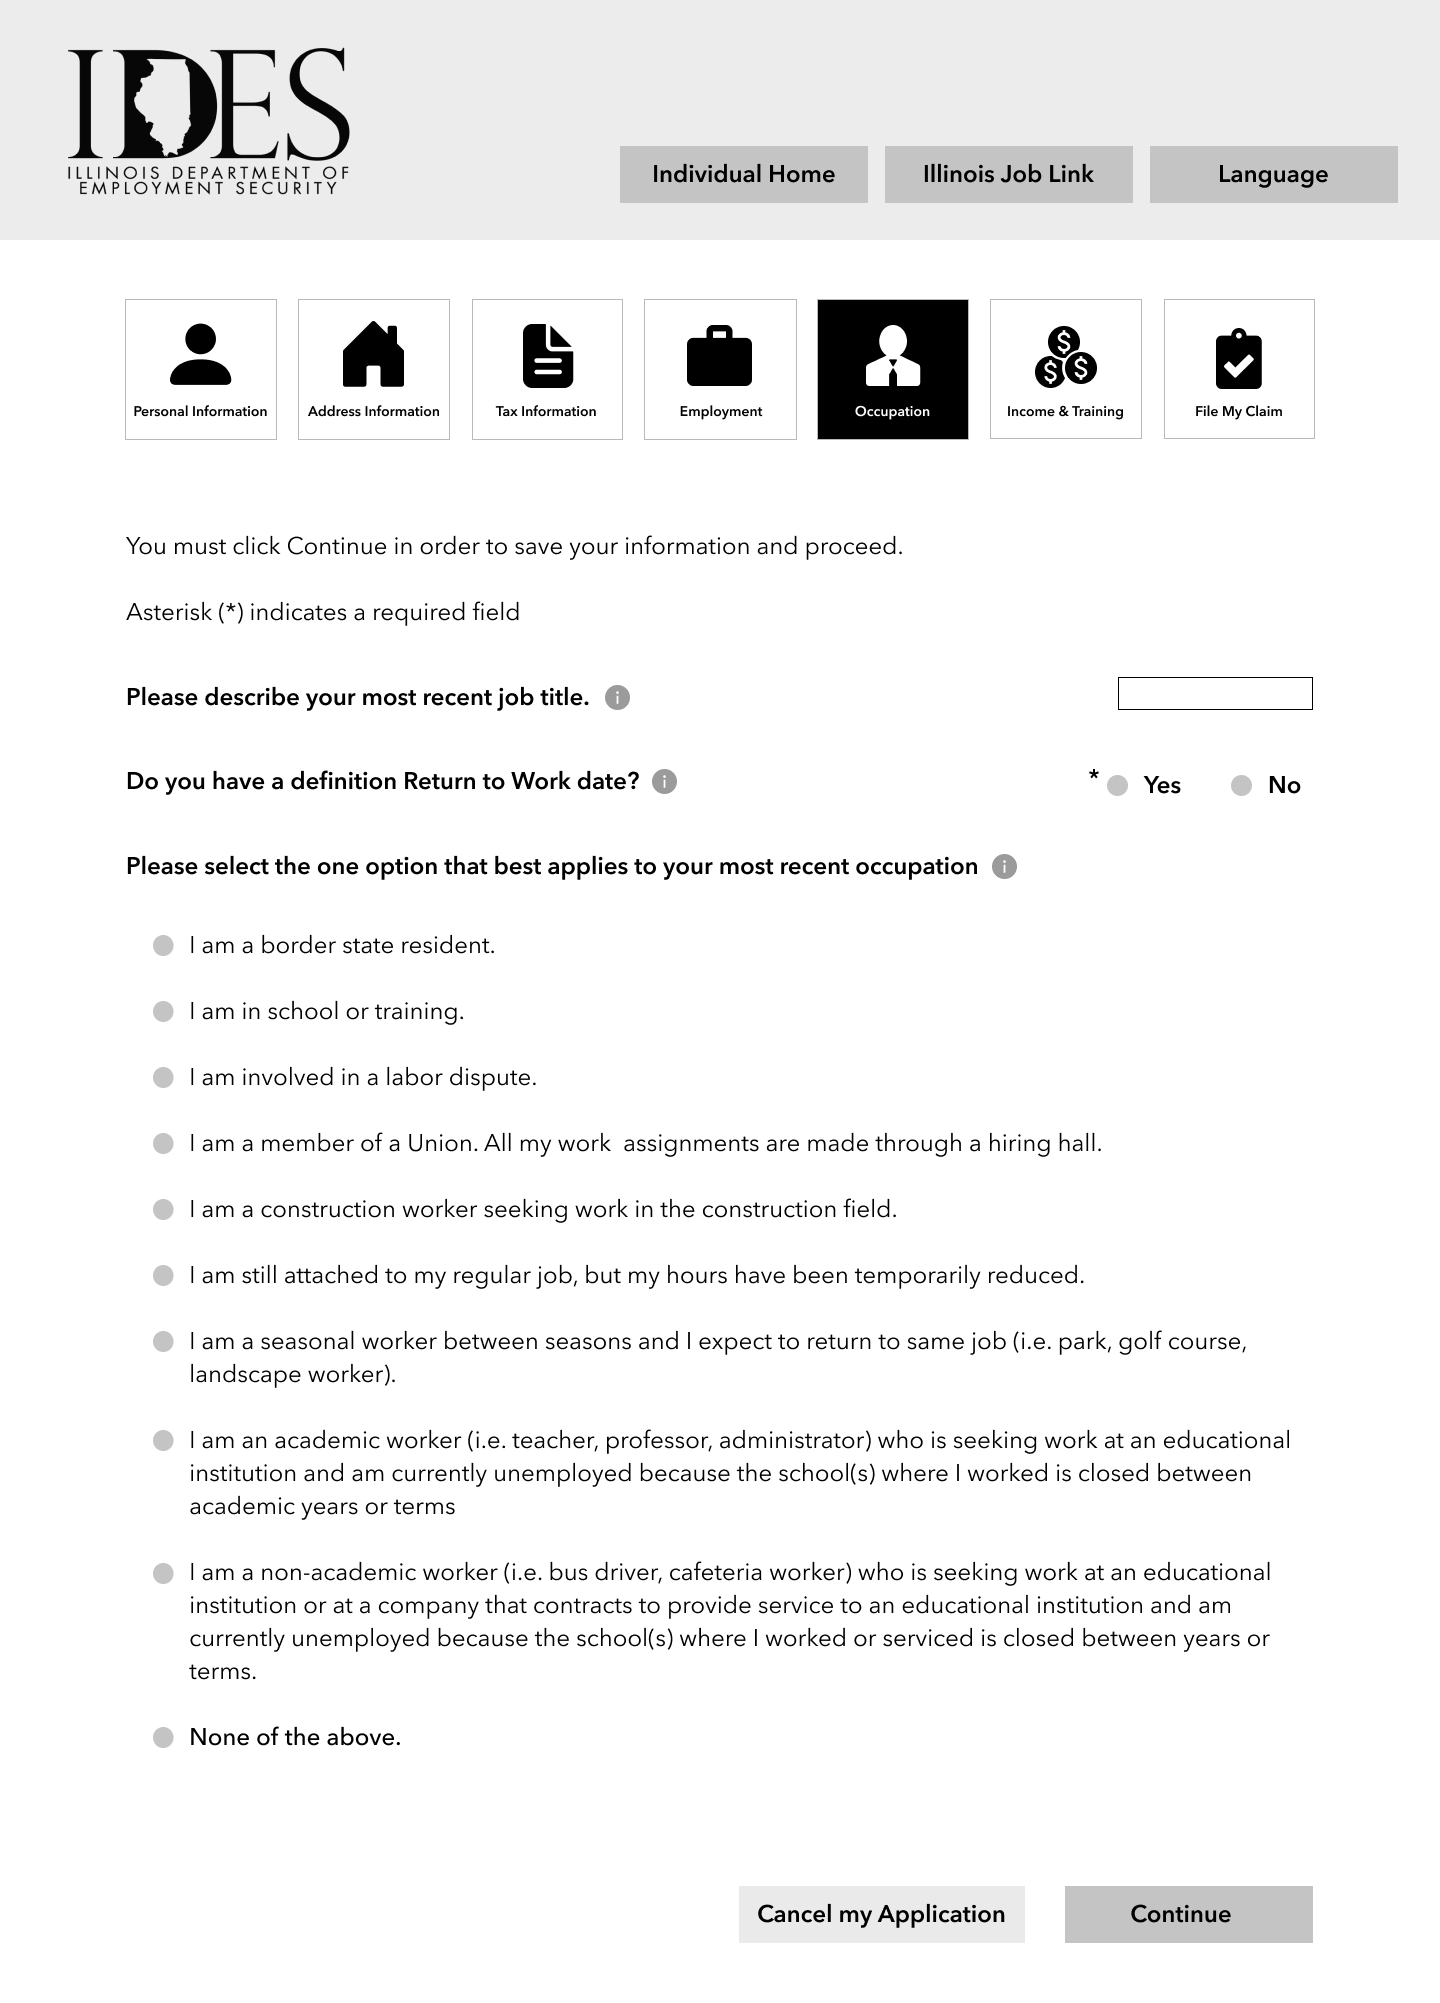 IDES
ILLINOIS DEPARTMENT OF
EMPLOYMENT SECURITY
Individual Home
Illinois Job Link
Language
Personal Information
Address Information
Tax Information
Employment
Occupation
Income & Training
File My Claim
You must click Continue in order to save your information and proceed.
Asterisk (*) indicates a required field
Please describe your most recent job title. i
Do you have a definition Return to Work date? i
* Yes No
Please select the one option that best applies to your most recent occupation i
I am a border state resident.
I am in school or training.
I am involved in a labor dispute.
I am a member of a Union. All my work  assignments are made through a hiring hall.
I am a construction worker seeking work in the construction field.
I am still attached to my regular job, but my hours have been temporarily reduced.
I am a seasonal worker between seasons and I expect to return to same job (i.e. park, golf course,
landscape worker).
I am an academic worker (i.e. teacher, professor, administrator) who is seeking work at an educational
institution and am currently unemployed because the school(s) where I worked is closed between
academic years or terms
I am a non-academic worker (i.e. bus driver, cafeteria worker) who is seeking work at an educational
institution or at a company that contracts to provide service to an educational institution and am
currently unemployed because the school(s) where I worked or serviced is closed between years or
terms.
None of the above.
Cancel my Application
Continue